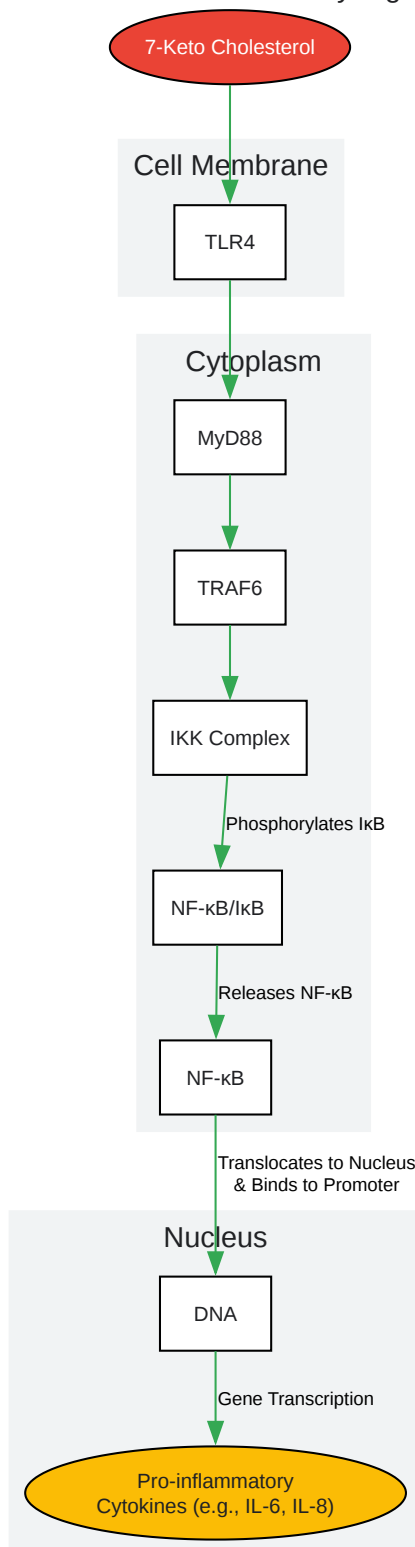 7-Keto Cholesterol
Cell Membrane
TLR4
Cytoplasm
MyD88
TRAF6
IKK Complex
Phosphorylates IκB
NF-κB/IκB
Releases NF-κB
NF-κB
Translocates to Nucleus
& Binds to Promoter
Nucleus
DNA
Gene Transcription
Pro-inflammatory
Cytokines (e.g., IL-6, IL-8)